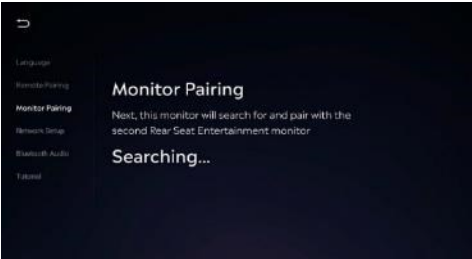 Language
Remote Pairing
Monitor Pairing
Network Setup
Bluetooth Audio
Tutorial
Monitor Pairing
Next, this monitor will search for and pair with the
second Rear Seat Entertainment monitor
Searching...